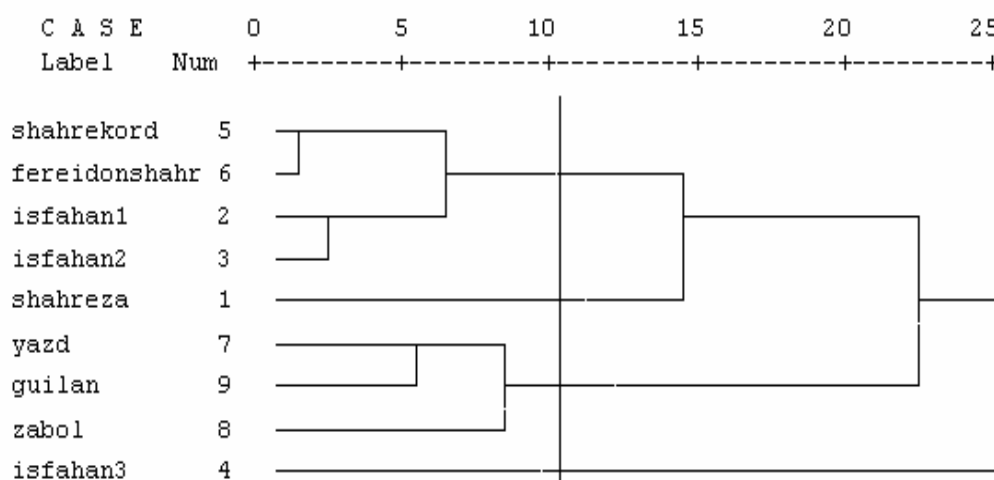 C A S E 0 5 10 15 20 25
Label Num +---------+---------+---------+---------+---------+
shahrekord 5
fereidonshahr 6
isfahan1 2
isfahan2 3
shahreza 1
yazd 7
guilan 9
zabol 8
isfahan3 4